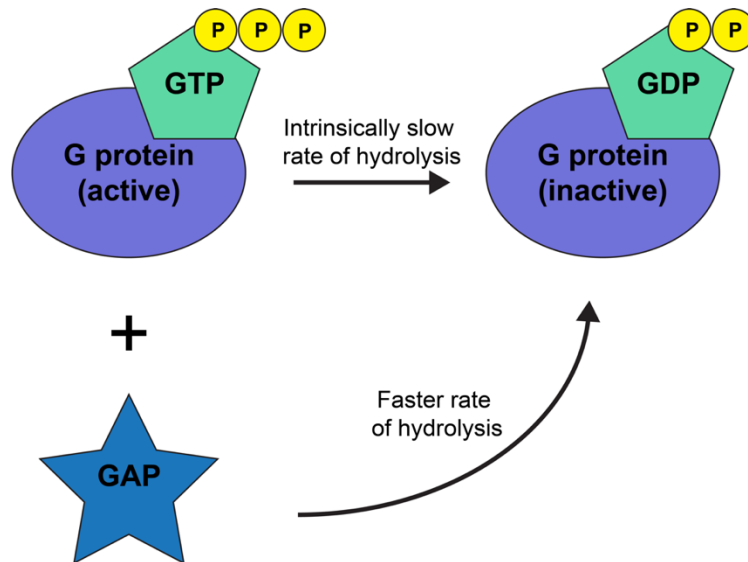 P P P
GTP
G protein
(active)
Intrinsically slow
rate of hydrolysis
P P
GDP
G protein
(inactive)
+
GAP
Faster rate
of hydrolysis